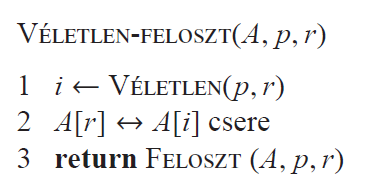 VÉLETLEN-FELOSZT(A, p, r)
1 i ← VÉLETLEN(p, r)
2 A[r] ↔ A[i] csere
3 return FELOSZT (A, p, r)